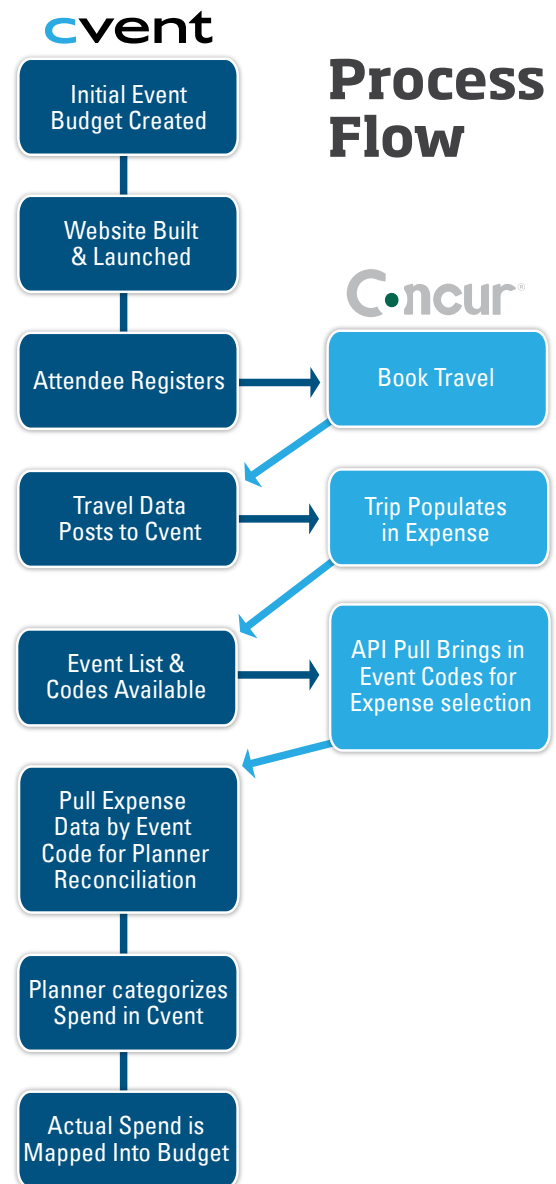 cvent
Process
Flow
Initial Event
Budget Created
Website Built
& Launched
Concur®
Attendee Registers
Book Travel
Travel Data
Posts to Cvent
Trip Populates
in Expense
Event List &
Codes Available
API Pull Brings in
Event Codes for
Expense selection
Pull Expense
Data by Event
Code for Planner
Reconciliation
Planner categorizes
Spend in Cvent
Actual Spend is
Mapped Into Budget